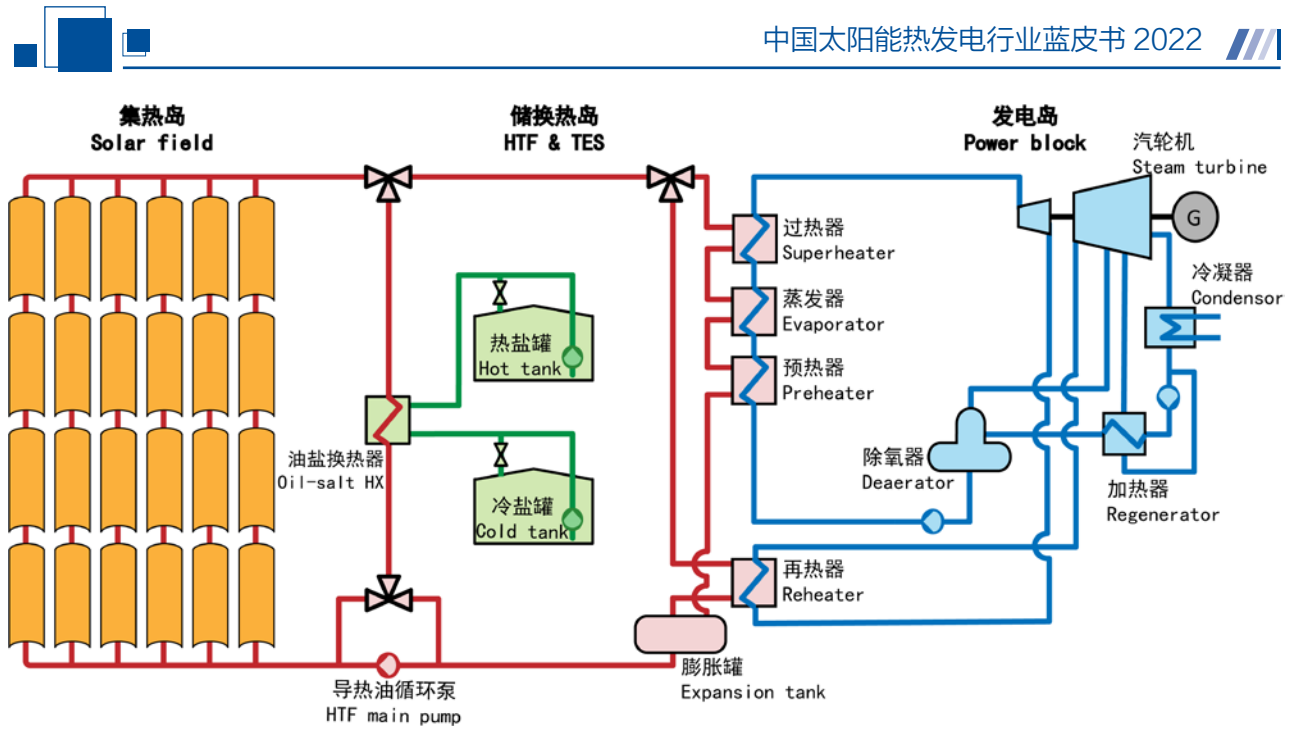 中国太阳能热发电行业蓝皮书 2022
集热岛
Solar field
储换热岛
HTF & TES
发电岛
Power block
汽轮机
Steam turbine
G
过热器
Superheater
冷凝器
Condensor
蒸发器
Evaporator
热盐罐
Hot tank
预热器
Preheater
油盐换热器
Oil-salt HX
除氧器
Deaerator
加热器
Regenerator
冷盐罐
Cold tank
再热器
Reheater
膨胀罐
Expansion tank
导热油循环泵
HTF main pump